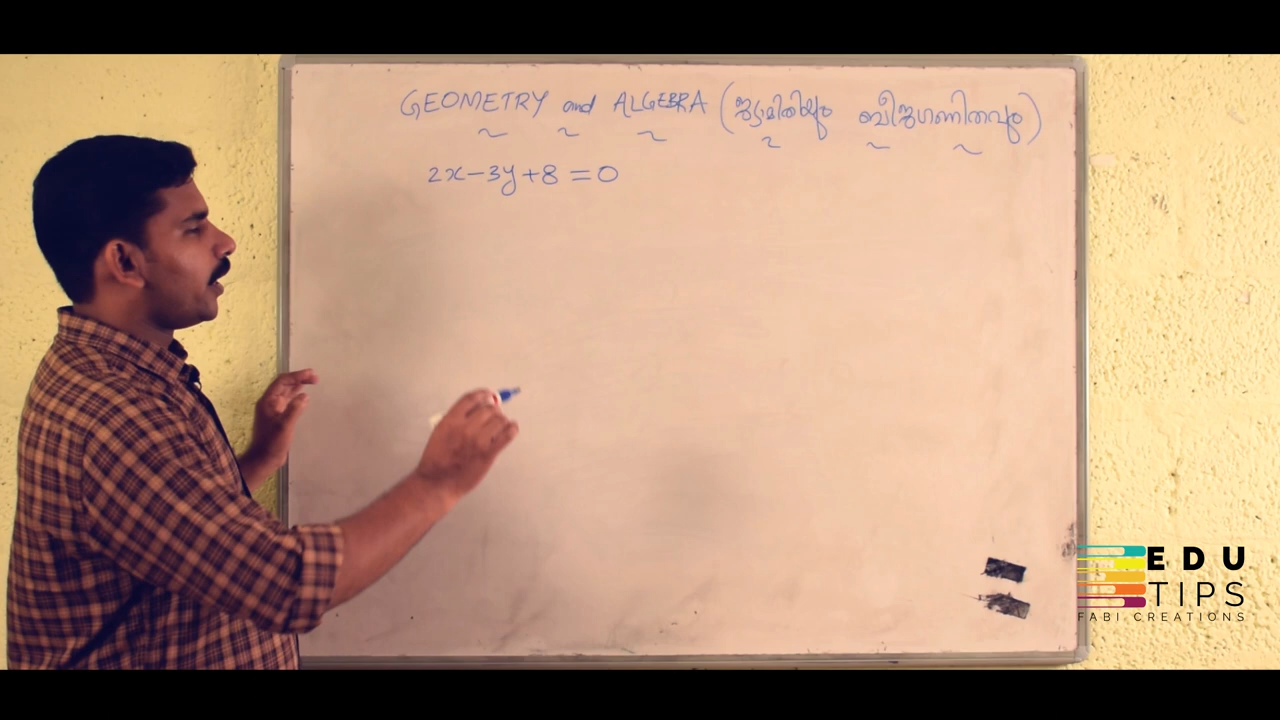 GEOMETRY and ALGEBRA (ജ്യാമിതിയും ബീജഗണിതവും)
2x-3y+8=0
EDU
TIPS
FABI CREATIONS